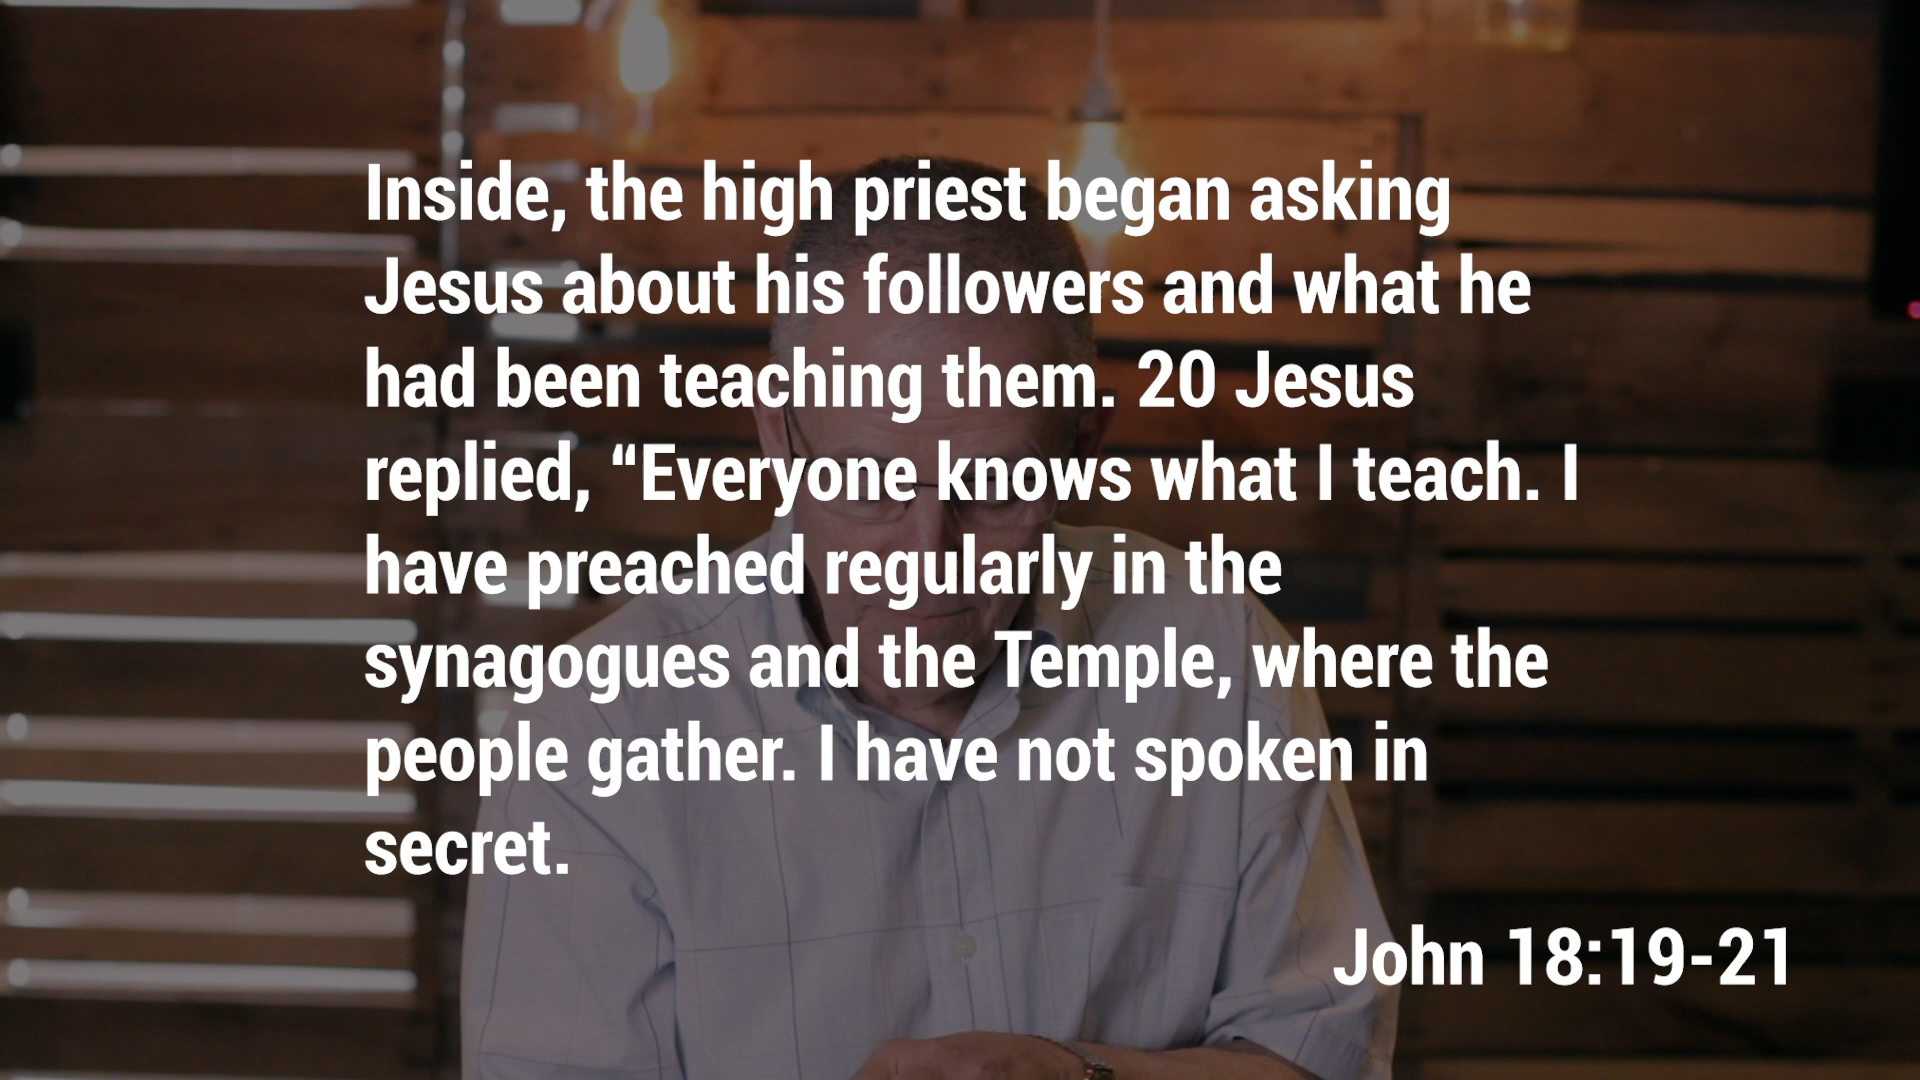 Inside, the high priest began asking
Jesus about his followers and what he
had been teaching them. 20 Jesus
replied, “Everyone knows what I teach. I
have preached regularly in the
synagogues and the Temple, where the
people gather. I have not spoken in
secret.
John 18:19-21